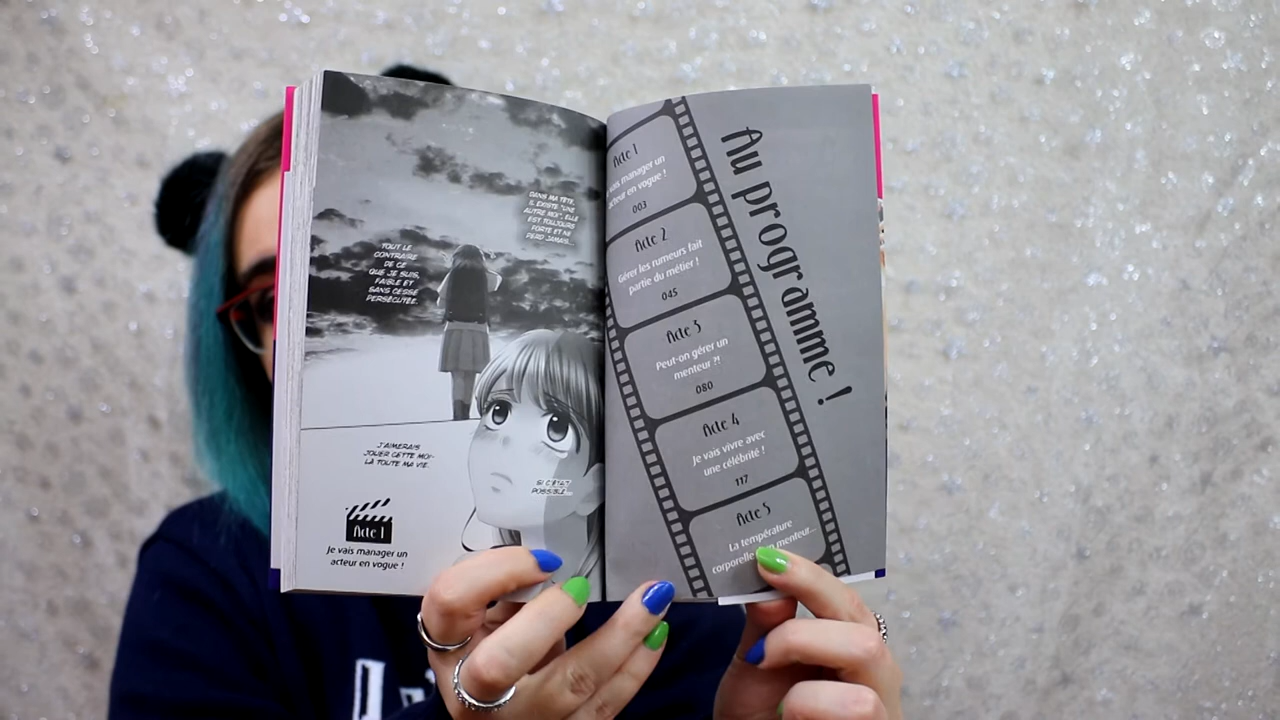 DANS MA TÊTE,
IL EXISTE "UNE
AUTRE MOI", ELLE
EST TOUJOURS
FORTE ET NE
PERD JAMAIS...
TOUT LE
CONTRAIRE
DE CE
QUE JE SUIS,
FAIBLE ET
SANS CESSE
PERSÉCUTÉE.
J'AIMERAIS
JOUER CETTE MOI-
LÀ TOUTE MA VIE.
SI C'ÉTAIT
POSSIBLE...
Acte 1
Je vais manager un
acteur en vogue !
Au programme !
Acte 1
vais manager un
acteur en vogue !
003
Acte 2
Gérer les rumeurs fait
partie du métier !
045
Acte 3
Peut-on gérer un
menteur ?!
080
Acte 4
Je vais vivre avec
une célébrité !
117
Acte 5
La température
corporelle menteur...